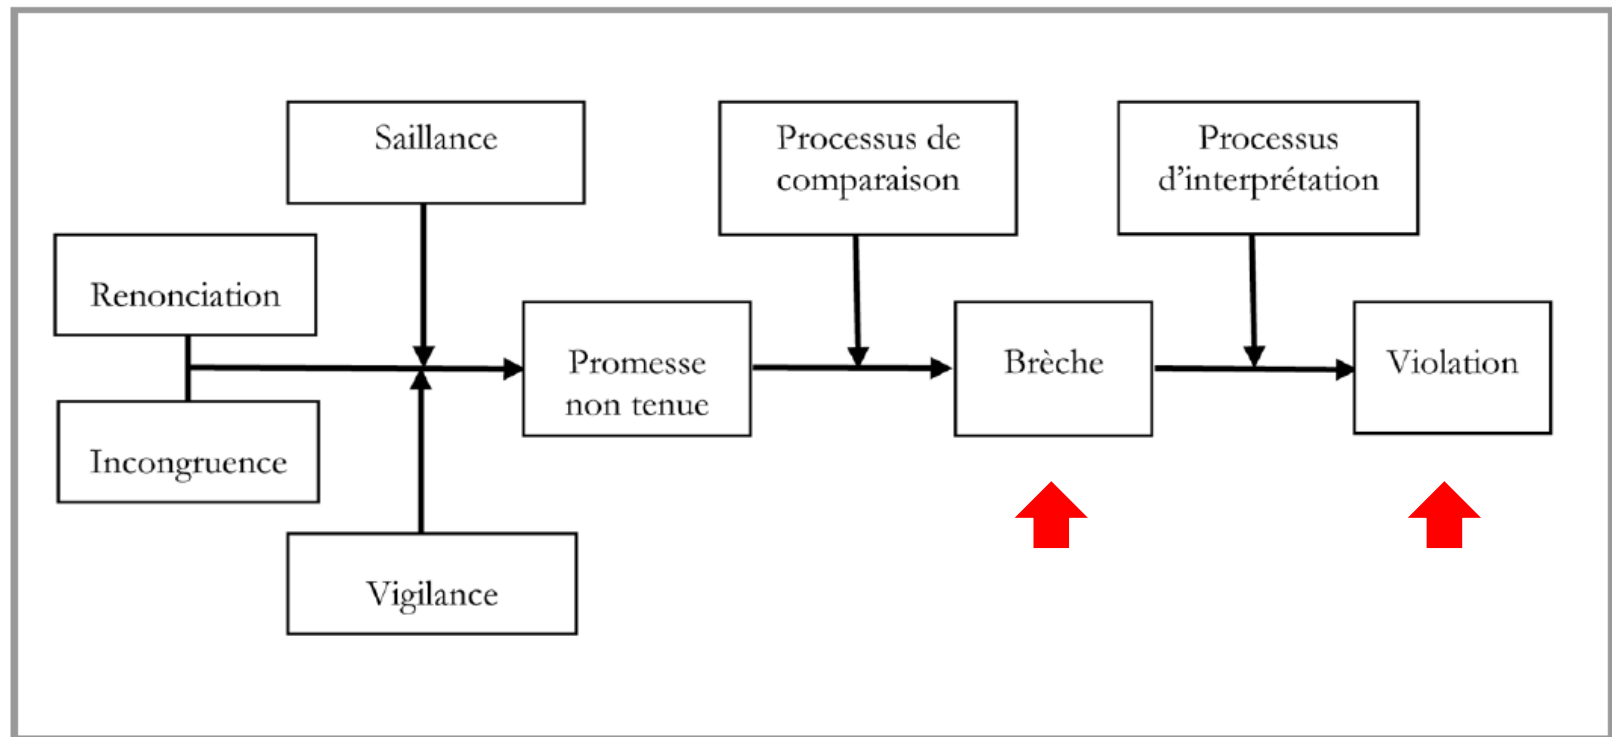 Saillance
Processus de
comparaison
Processus
d'interprétation
Renonciation
Promesse
non tenue
Brèche
Violation
Incongruence
Vigilance